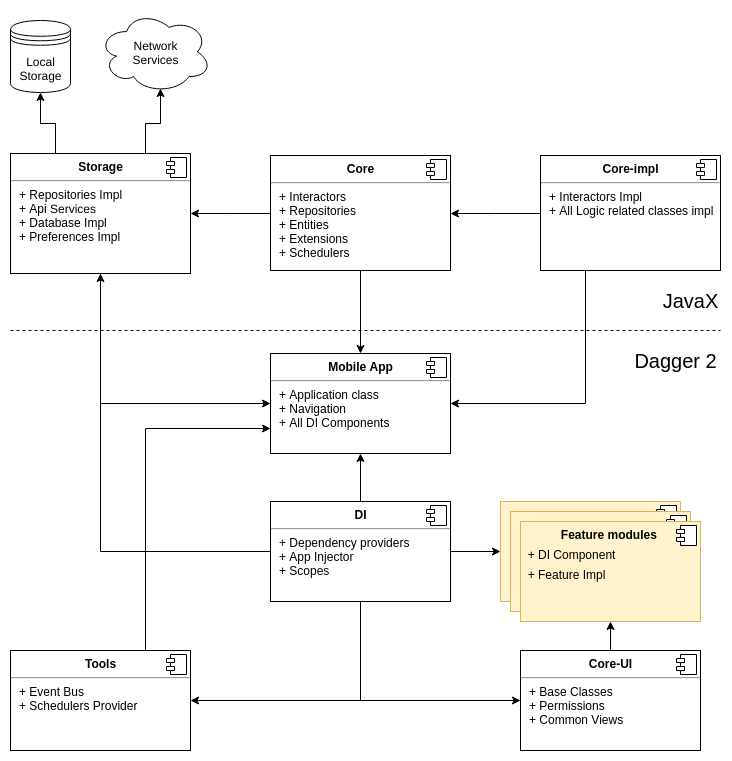 Local
Storage
Network
Services
Storage
+ Repositories Impl
+ Api Services
+ Database Impl
+ Preferences Impl
Core
+ Interactors
+ Repositories
+ Entities
+ Extensions
+ Schedulers
Core-impl
+ Interactors Impl
+ All Logic related classes impl
JavaX
Dagger 2
Mobile App
+ Application class
+ Navigation
+ All DI Components
DI
+ Dependency providers
+ App Injector
+ Scopes
Feature modules
+ DI Component
+ Feature Impl
Tools
+ Event Bus
+ Schedulers Provider
Core-UI
+ Base Classes
+ Permissions
+ Common Views